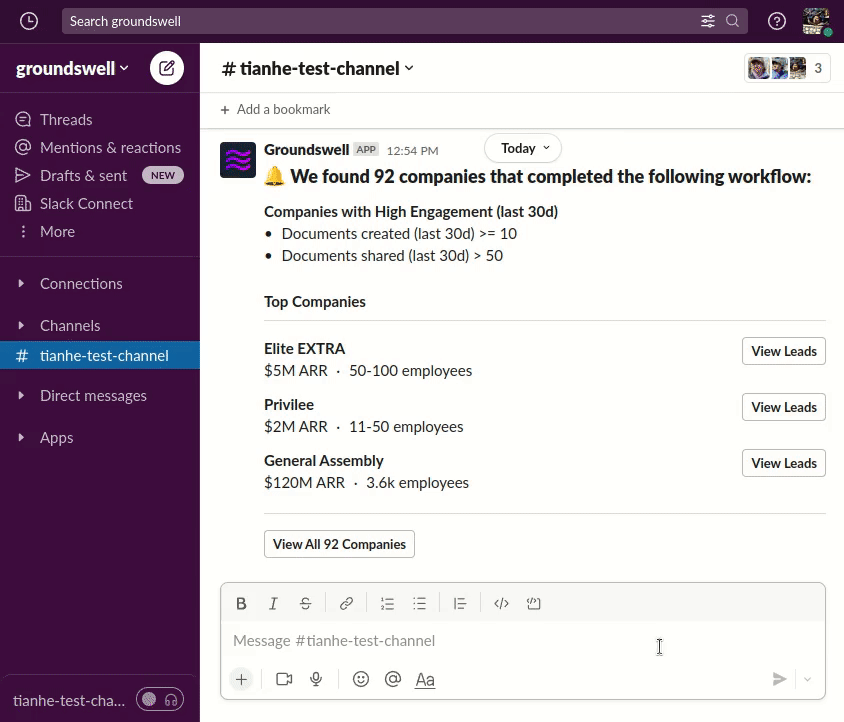 Search groundswell
groundswell
Threads
Mentions & reactions
Drafts & sent NEW
Slack Connect
More
Connections
Channels
# tianhe-test-channel
Direct messages
Apps
tianhe-test-cha...
# tianhe-test-channel
3
+ Add a bookmark
Today
Groundswell APP 12:54 PM
🔔 We found 92 companies that completed the following workflow:
Companies with High Engagement (last 30d)
• Documents created (last 30d) >= 10
• Documents shared (last 30d) > 50
Top Companies
Elite EXTRA
$5M ARR · 50-100 employees
View Leads
Privilee
$2M ARR · 11-50 employees
View Leads
General Assembly
$120M ARR · 3.6k employees
View Leads
View All 92 Companies
B I S
Message #tianhe-test-channel
Aa